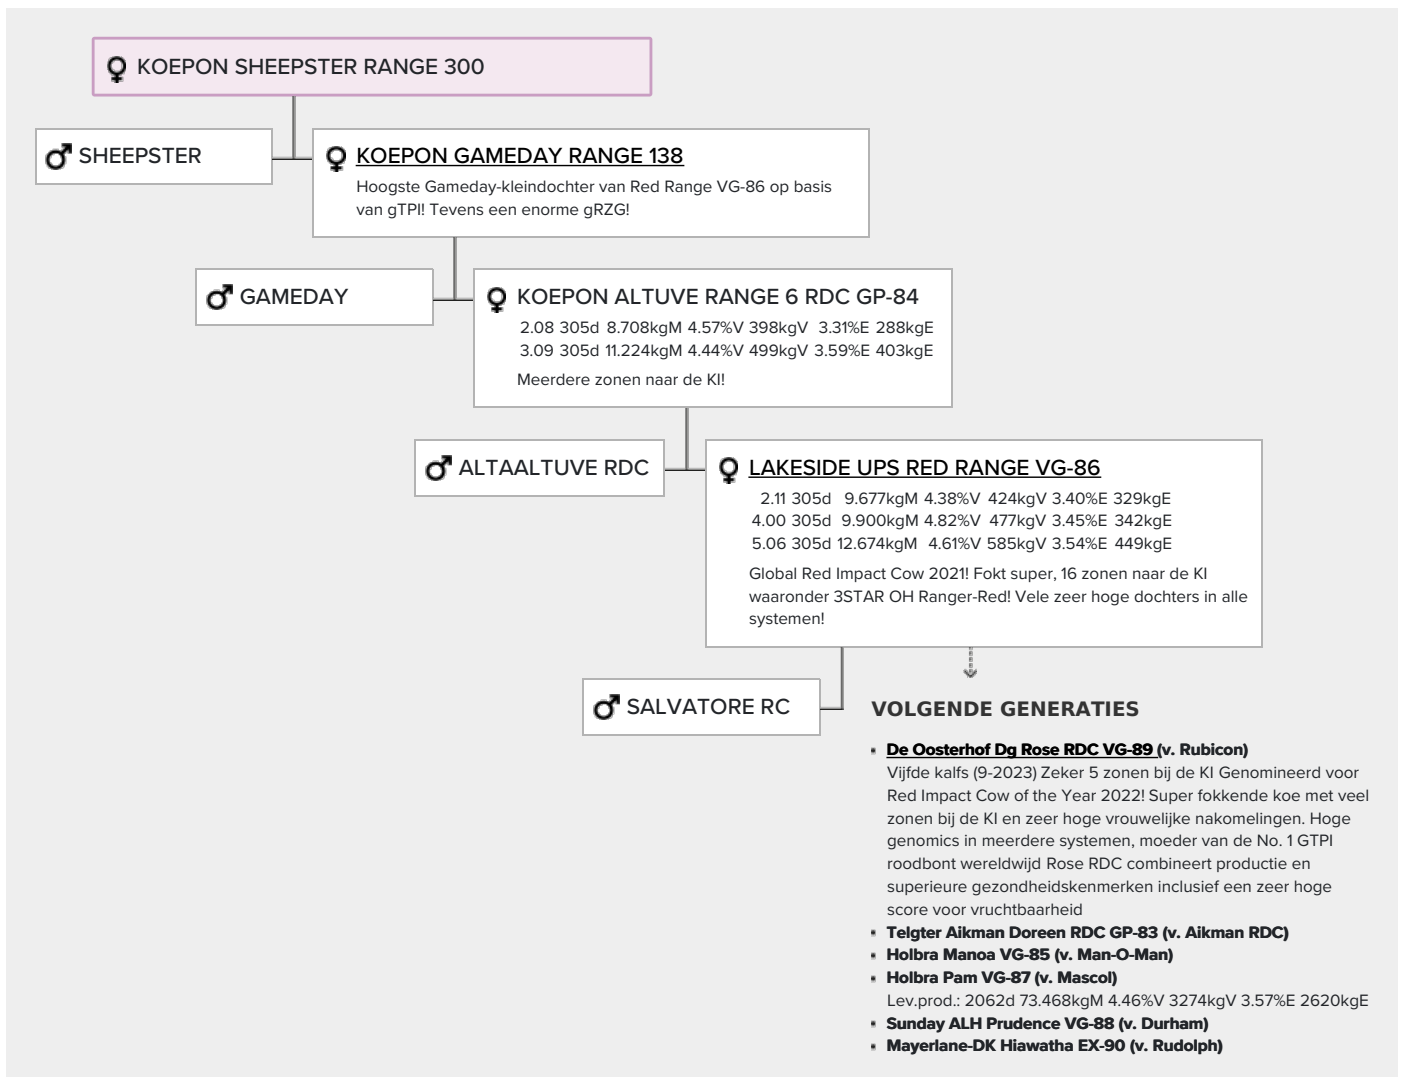 KOEPON SHEEPSTER RANGE 300
SHEEPSTER
KOEPON GAMEDAY RANGE 138
Hoogste Gameday-kleindochter van Red Range VG-86 op basis
van gTPI! Tevens een enorme gRZG!
GAMEDAY
KOEPON ALTUVE RANGE 6 RDC GP-84
2.08 305d 8.708kgM 4.57%V 398kgV 3.31%E 288kgE
3.09 305d 11.224kgM 4.44%V 499kgV 3.59%E 403kgE
Meerdere zonen naar de KI!
ALTAALTUVE RDC
LAKESIDE UPS RED RANGE VG-86
2.11 305d 9.677kgM 4.38%V 424kgV 3.40%E 329kgE
4.00 305d 9.900kgM 4.82%V 477kgV 3.45%E 342kgE
5.06 305d 12.674kgM 4.61%V 585kgV 3.54%E 449kgE
Global Red Impact Cow 2021! Fokt super, 16 zonen naar de KI
waaronder 3STAR OH Ranger-Red! Vele zeer hoge dochters in alle
systemen!
SALVATORE RC
VOLGENDE GENERATIES
De Oosterhof Dg Rose RDC VG-89 (v. Rubicon)
Vijfde kalfs (9-2023) Zeker 5 zonen bij de KI Genomineerd voor
Red Impact Cow of the Year 2022! Super fokkende koe met veel
zonen bij de KI en zeer hoge vrouwelijke nakomelingen. Hoge
genomics in meerdere systemen, moeder van de No. 1 GTPI
roodbont wereldwijd Rose RDC combineert productie en
superieure gezondheidskenmerken inclusief een zeer hoge
score voor vruchtbaarheid
Telgter Aikman Doreen RDC GP-83 (v. Aikman RDC)
Holbra Manoa VG-85 (v. Man-O-Man)
Holbra Pam VG-87 (v. Mascol)
Lev.prod.: 2062d 73.468kgM 4.46%V 3274kgV 3.57%E 2620kgE
Sunday ALH Prudence VG-88 (v. Durham)
Mayerlane-DK Hiawatha EX-90 (v. Rudolph)